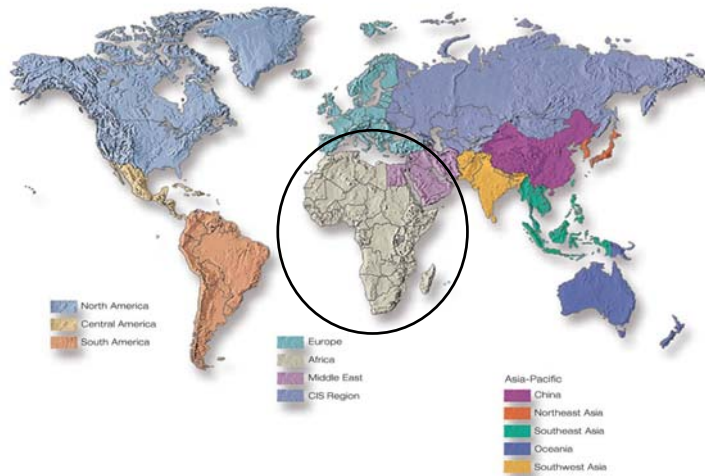 North America
Central America
South America
Europe
Africa
Middle East
CIS Region
Asia-Pacific
China
Northeast Asia
Southeast Asia
Oceania
Southwest Asia